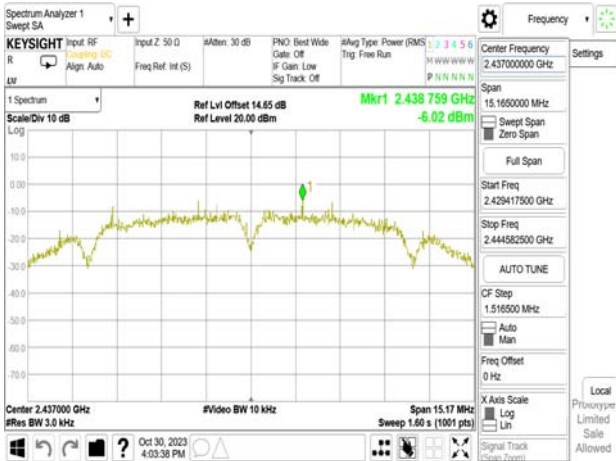 Spectrum Analyzer 1
Swept SA
KEYSIGHT
R
Input: RF
Coupling: DC
Align: Auto
Input Z: 50 Ω
Freq Ref: Int (S)
#Atten: 30 dB
PNO: Best Wide
Gate: Off
IF Gain: Low
Sig Track: Off
#Avg Type: Power (RMS
Trig: Free Run
1 2 3 4 5 6
M W W W W W
P N N N N N
1 Spectrum
Scale/Div 10 dB
Log
Ref Lvl Offset 14.65 dB
Ref Level 20.00 dBm
Mkr1 2.438 759 GHz
-6.02 dBm
10.0
0.00
-10.0
-20.0
-30.0
-40.0
-50.0
-60.0
-70.0
1
Center 2.437000 GHz
#Res BW 3.0 kHz
#Video BW 10 kHz
Span 15.17 MHz
Sweep 1.60 s (1001 pts)
Oct 30, 2023
4:03:38 PM
?
Frequency
Settings
Center Frequency
2.437000000 GHz
Span
15.1650000 MHz
Swept Span
Zero Span
Full Span
Start Freq
2.429417500 GHz
Stop Freq
2.444582500 GHz
AUTO TUNE
CF Step
1.516500 MHz
Auto
Man
Freq Offset
0 Hz
X Axis Scale
Log
Lin
Signal Track
(Span Zoom)
Local
Prototype
Limited
Sale
Allowed